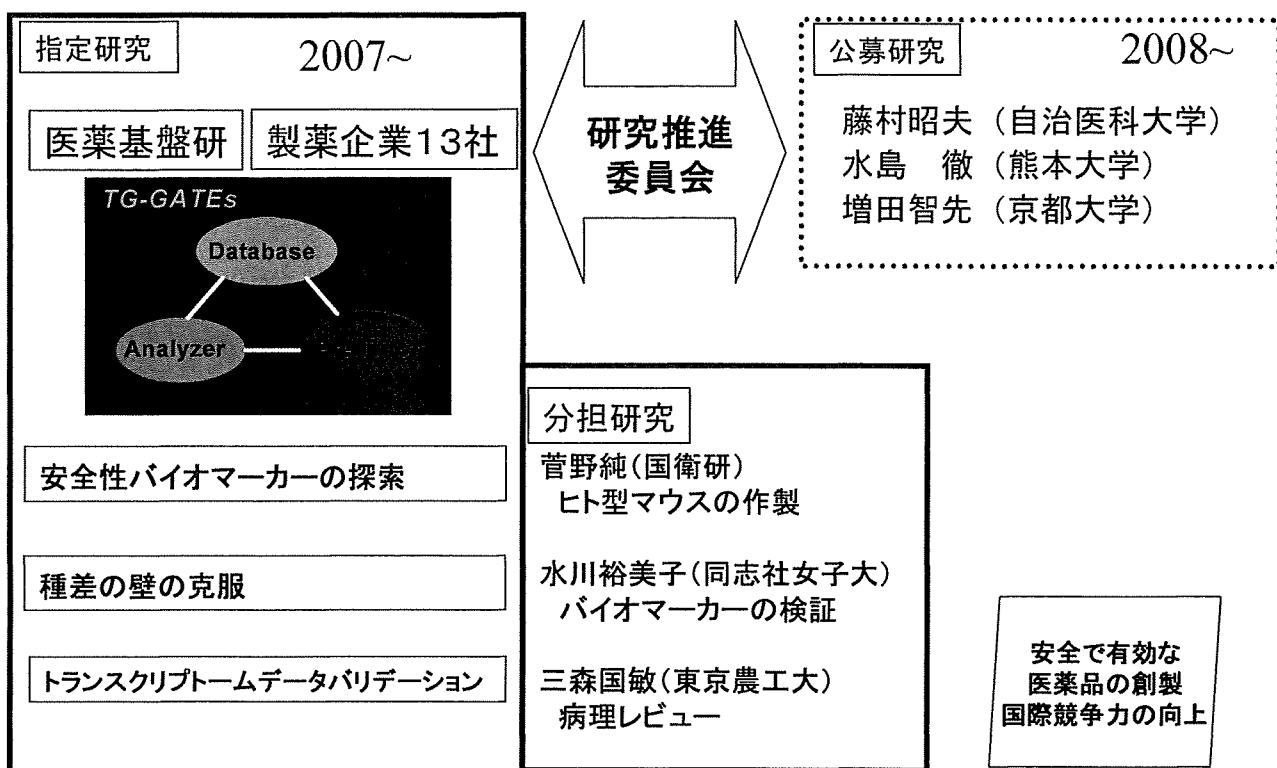 指定研究
2007~
医薬基盤研
製薬企業13社
TG-GATEs
Database
Analyzer
安全性バイオマーカーの探索
種差の壁の克服
トランスクリプトームデータバリデーション
研究推進
委員会
公募研究
2008~
藤村昭夫（自治医科大学）
水島　徹（熊本大学）
増田智先（京都大学）
分担研究
菅野純（国衛研）
ヒト型マウスの作製
水川裕美子（同志社女子大）
バイオマーカーの検証
三森国敏（東京農工大）
病理レビュー
安全で有効な
医薬品の創製
国際競争力の向上